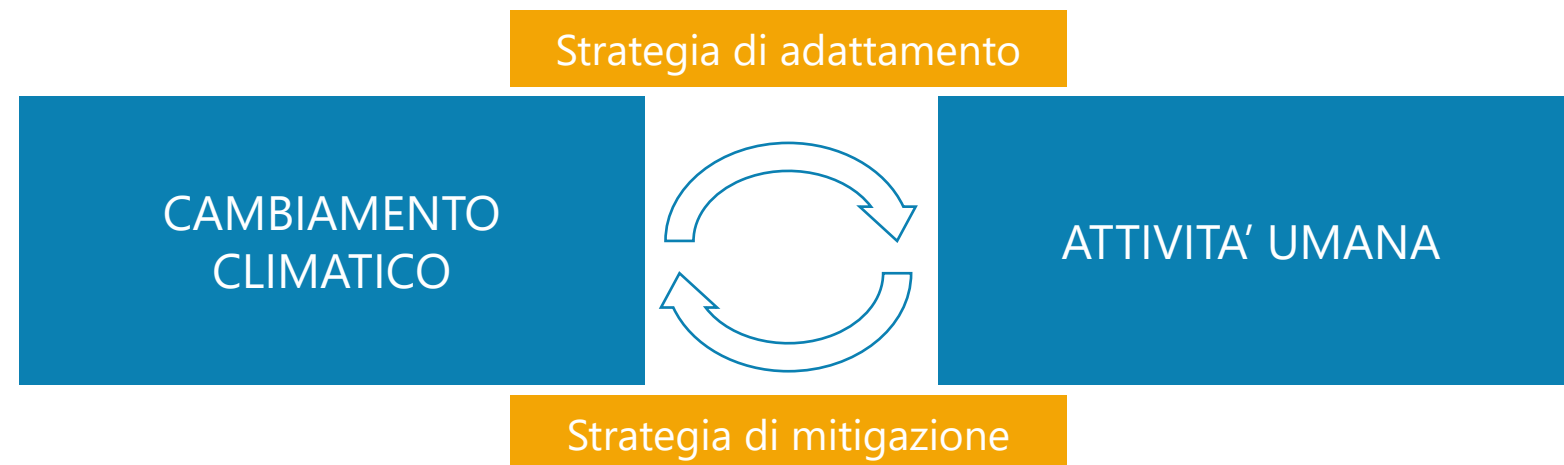 Strategia di adattamento
CAMBIAMENTO
CLIMATICO
ATTIVITA’ UMANA
Strategia di mitigazione